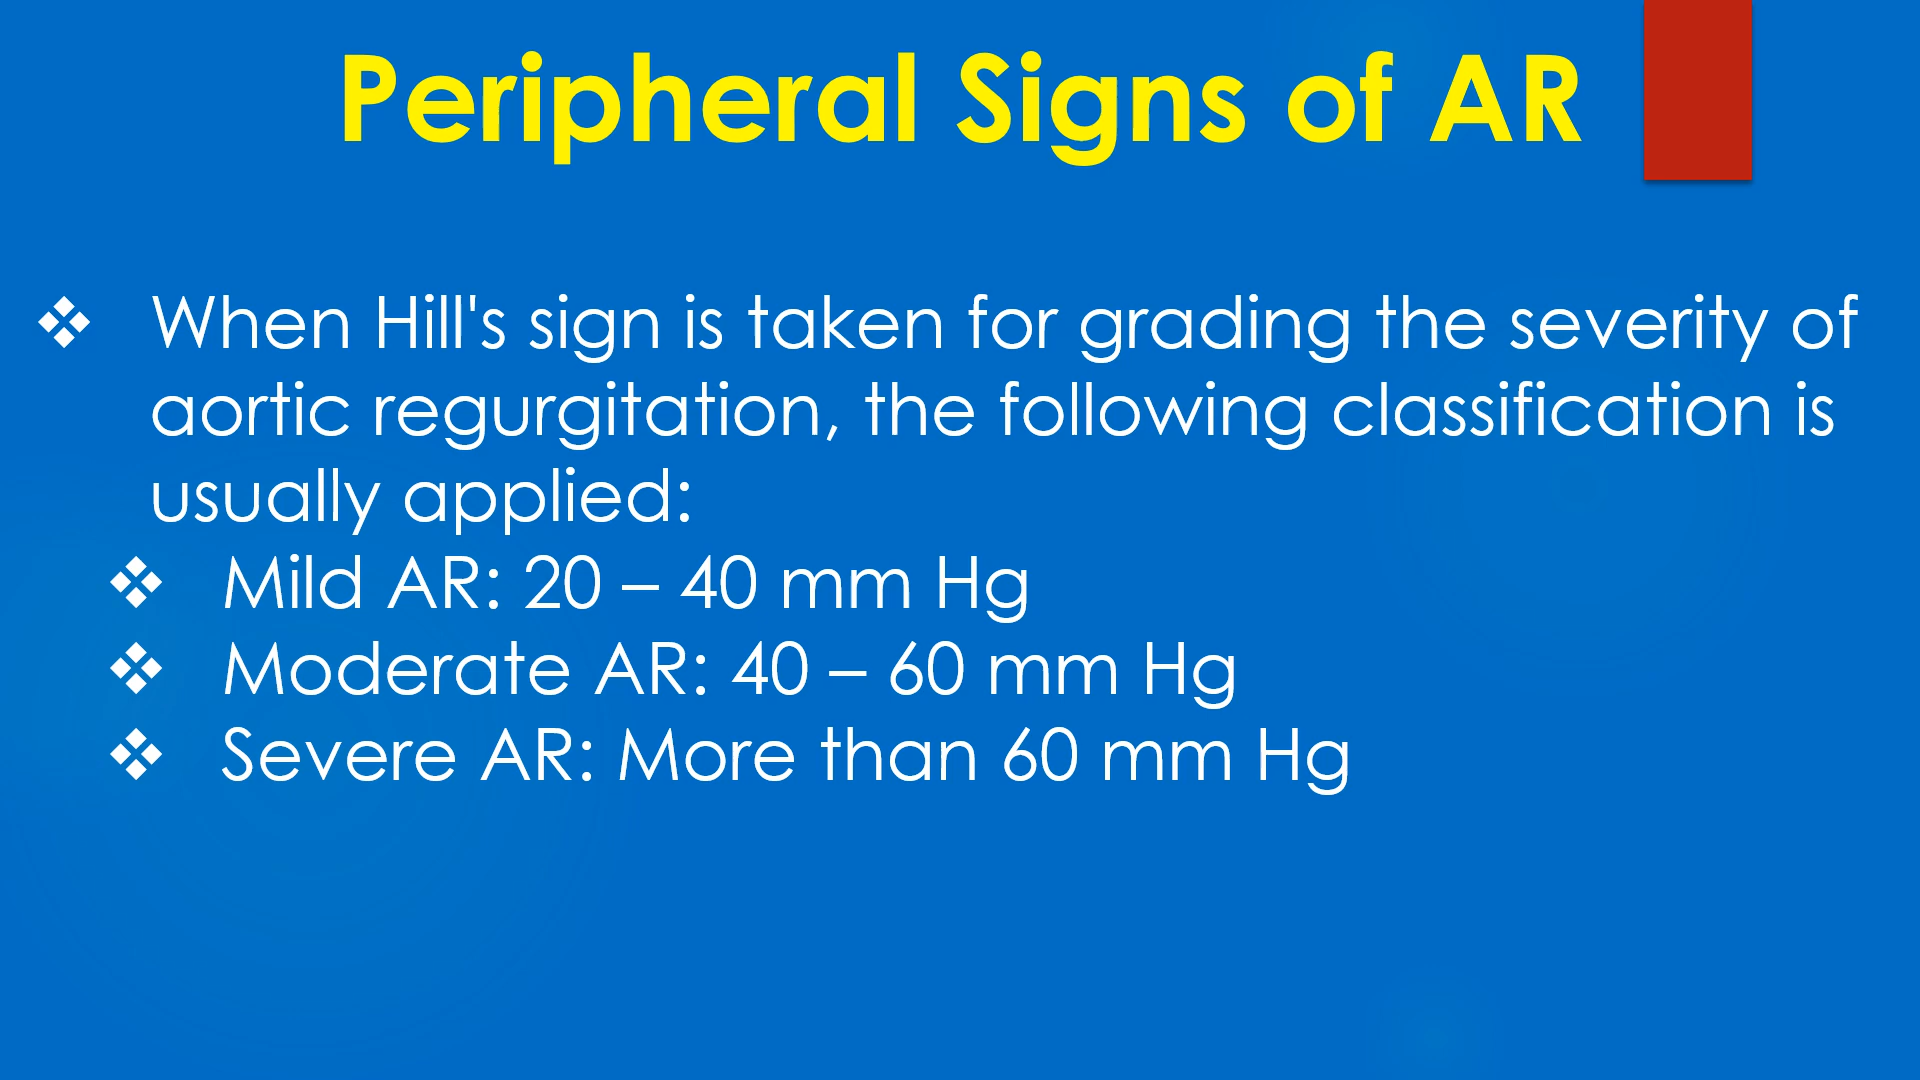 Peripheral Signs of AR
❖ When Hill's sign is taken for grading the severity of
aortic regurgitation, the following classification is
usually applied:
❖ Mild AR: 20 – 40 mm Hg
❖ Moderate AR: 40 – 60 mm Hg
❖ Severe AR: More than 60 mm Hg